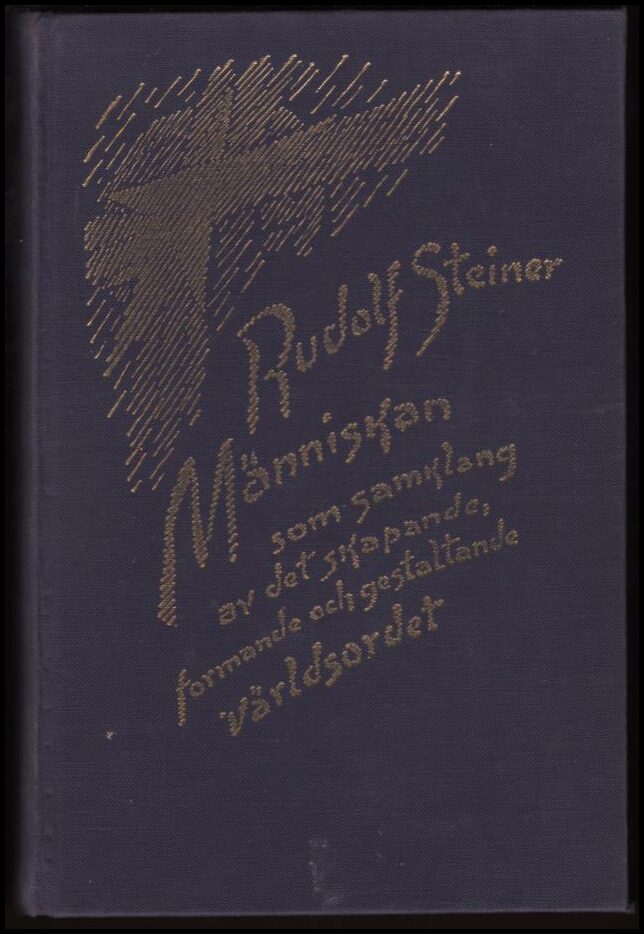 Rudolf Steiner
Människan
som samklang
av det skapande,
formande och gestaltande
världsordet